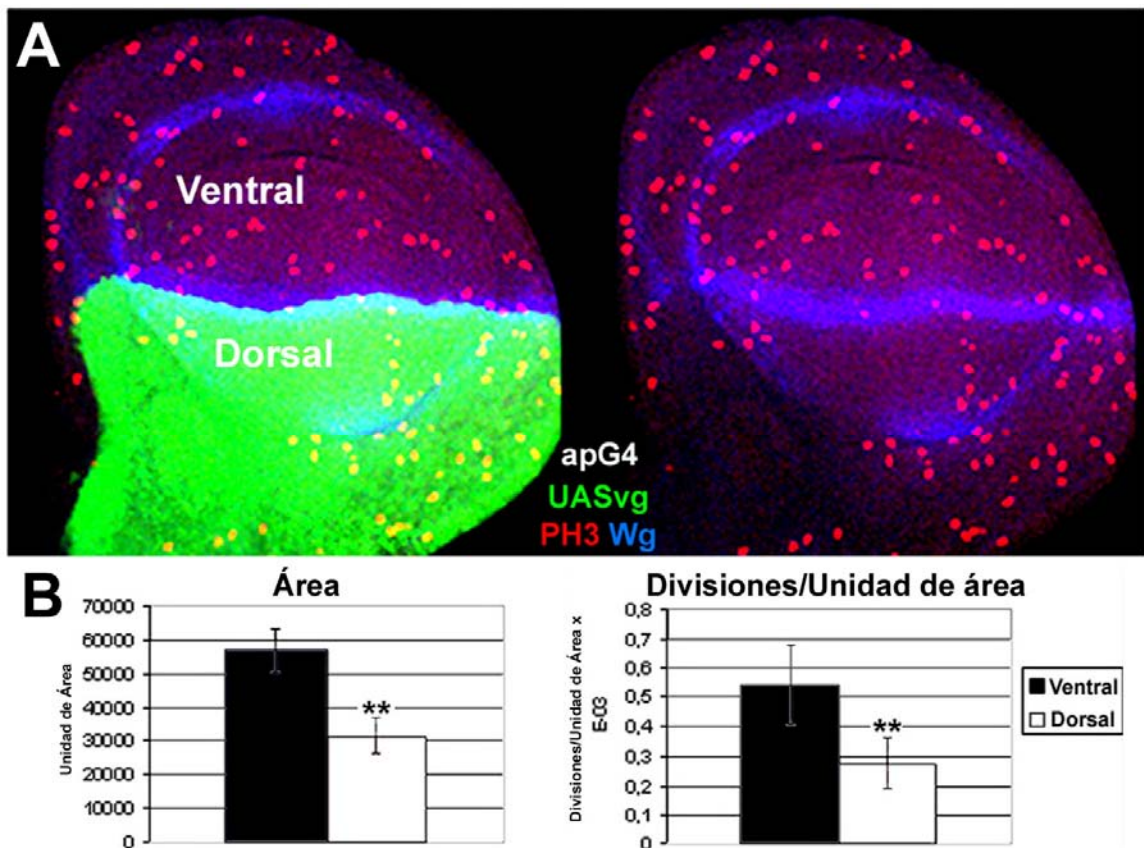 A
Ventral
Dorsal
apG4
UASvg
PH3 Wg
B
Área
Unidad de Área
70000
60000
50000
40000
30000
20000
10000
0
**
Divisiones/Unidad de área
Divisiones/Unidad de Área x
E-03
0,8
0,7
0,6
0,5
0,4
0,3
0,2
0,1
0
**
Ventral
Dorsal